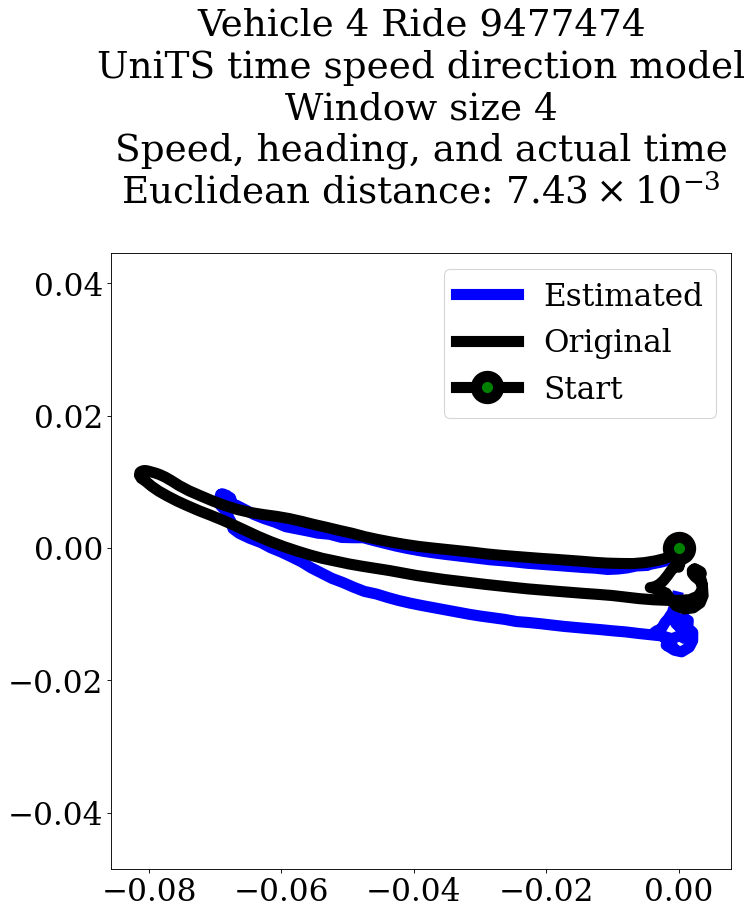 Vehicle 4 Ride 9477474
UniTS time speed direction model
Window size 4
Speed, heading, and actual time
Euclidean distance: 7.43 × 10⁻³
Estimated
Original
Start
0.04
0.02
0.00
−0.02
−0.04
−0.08 −0.06 −0.04 −0.02 0.00